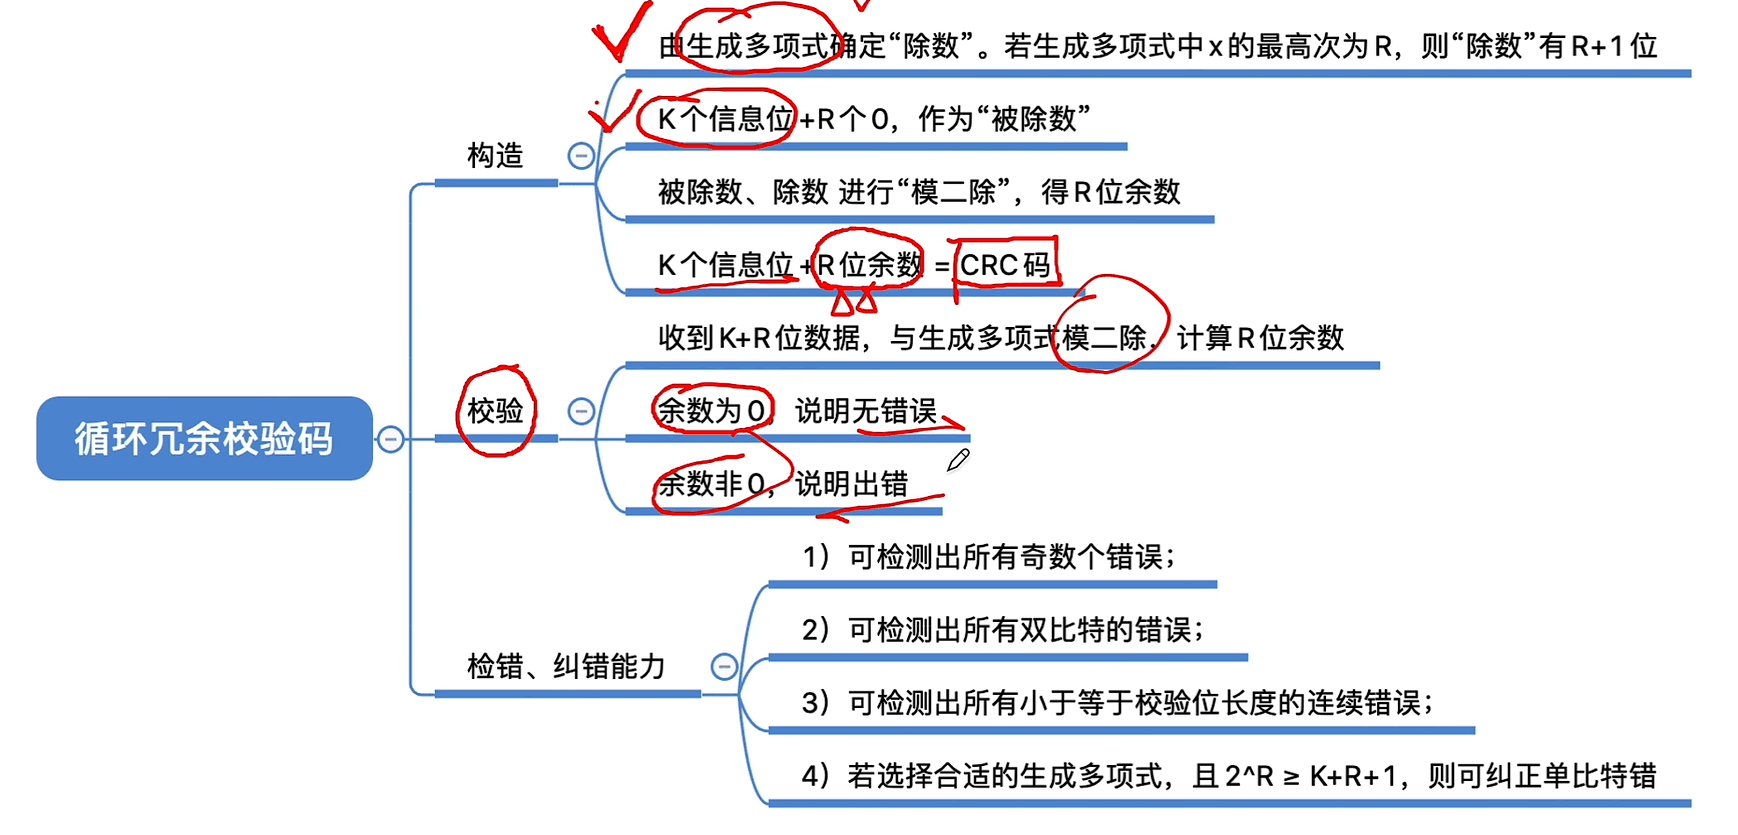 由生成多项式确定“除数”。若生成多项式中x的最高次为R，则“除数”有R+1位
K个信息位+R个0，作为“被除数”
构造
被除数、除数 进行“模二除”，得R位余数
K个信息位+R位余数 = CRC码
收到K+R位数据，与生成多项式模二除，计算R位余数
校验
余数为0，说明无错误
循环冗余校验码
余数非0，说明出错
1）可检测出所有奇数个错误；
2）可检测出所有双比特的错误；
检错、纠错能力
3）可检测出所有小于等于校验位长度的连续错误；
4）若选择合适的生成多项式，且2^R ≥ K+R+1，则可纠正单比特错